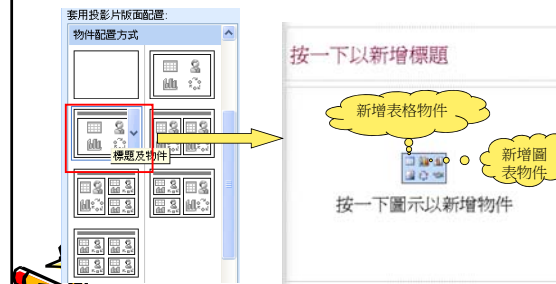 套用投影片版面配置:
物件配置方式
標題及物件
按一下以新增標題
新增表格物件
新增圖
表物件
按一下圖示以新增物件